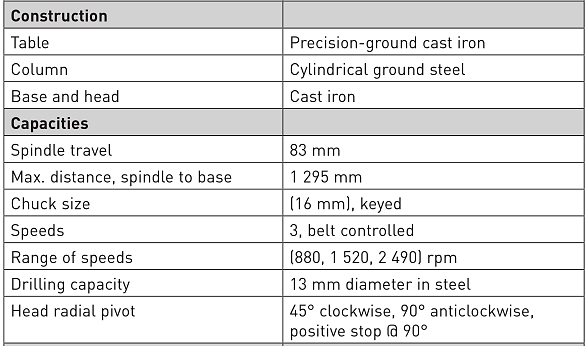 Construction
Table Precision-ground cast iron
Column Cylindrical ground steel
Base and head Cast iron
Capacities
Spindle travel 83 mm
Max. distance, spindle to base 1 295 mm
Chuck size (16 mm), keyed
Speeds 3, belt controlled
Range of speeds (880, 1 520, 2 490) rpm
Drilling capacity 13 mm diameter in steel
Head radial pivot 45° clockwise, 90° anticlockwise,
positive stop @ 90°